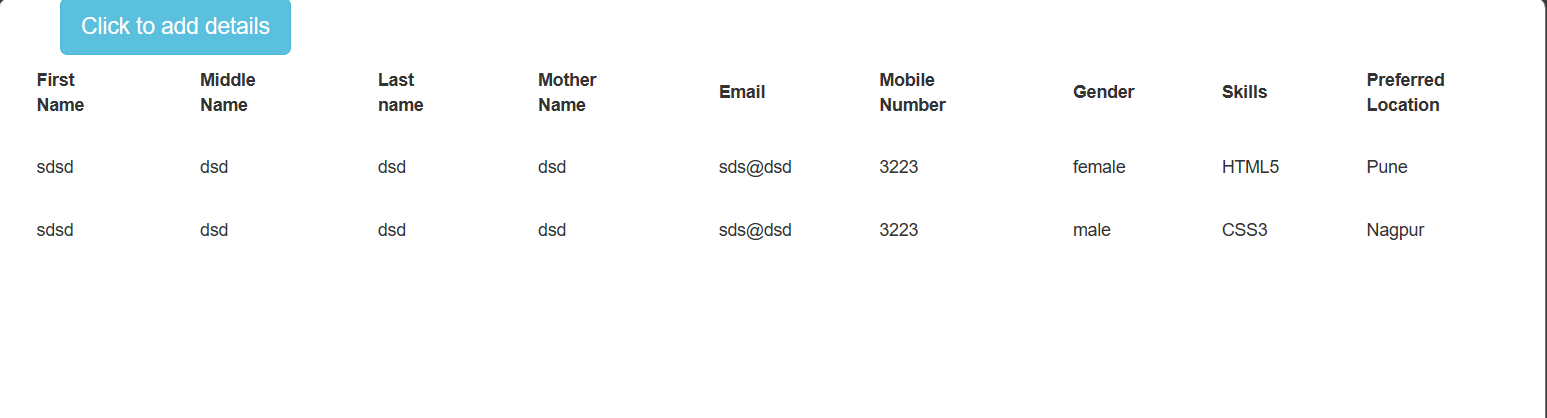 Click to add details
First Name Middle Name Last name Mother Name Email Mobile Number Gender Skills Preferred Location
sdsd dsd dsd dsd sds@dsd 3223 female HTML5 Pune
sdsd dsd dsd dsd sds@dsd 3223 male CSS3 Nagpur